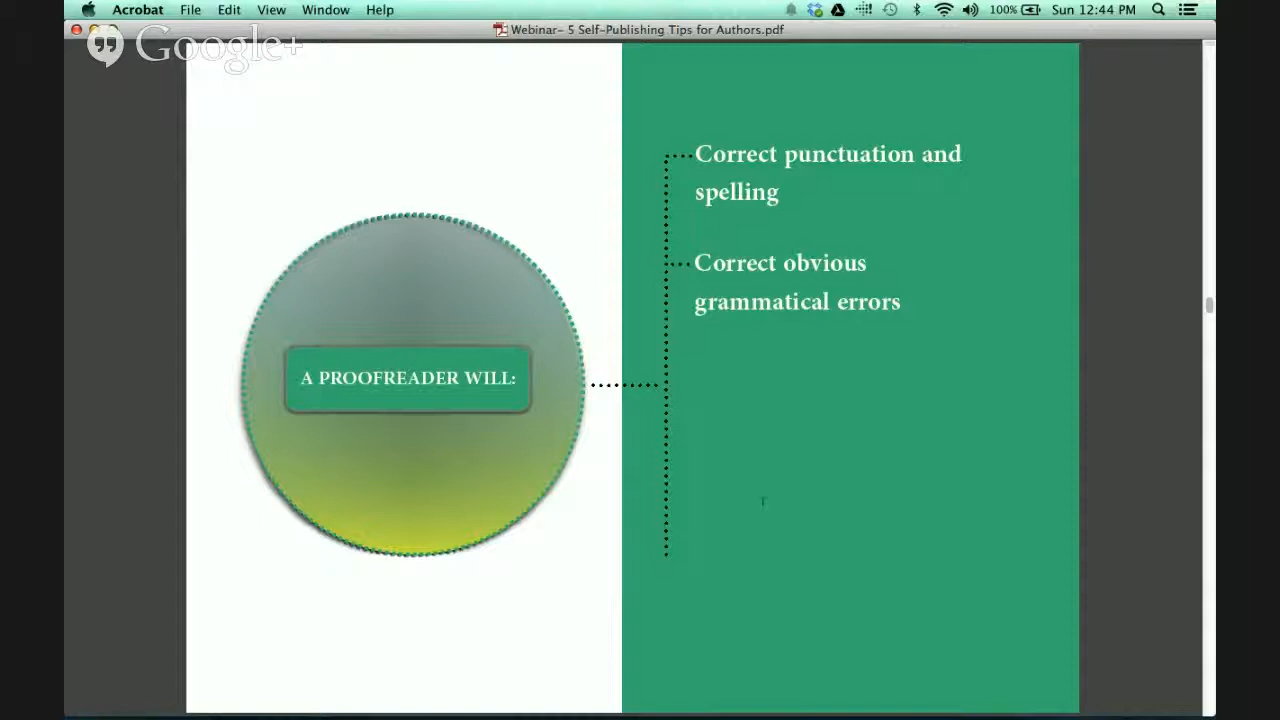 Acrobat File Edit View Window Help 100% Sun 12:44 PM
Webinar– 5 Self-Publishing Tips for Authors.pdf
Google+
Correct punctuation and
spelling
Correct obvious
grammatical errors
A PROOFREADER WILL: